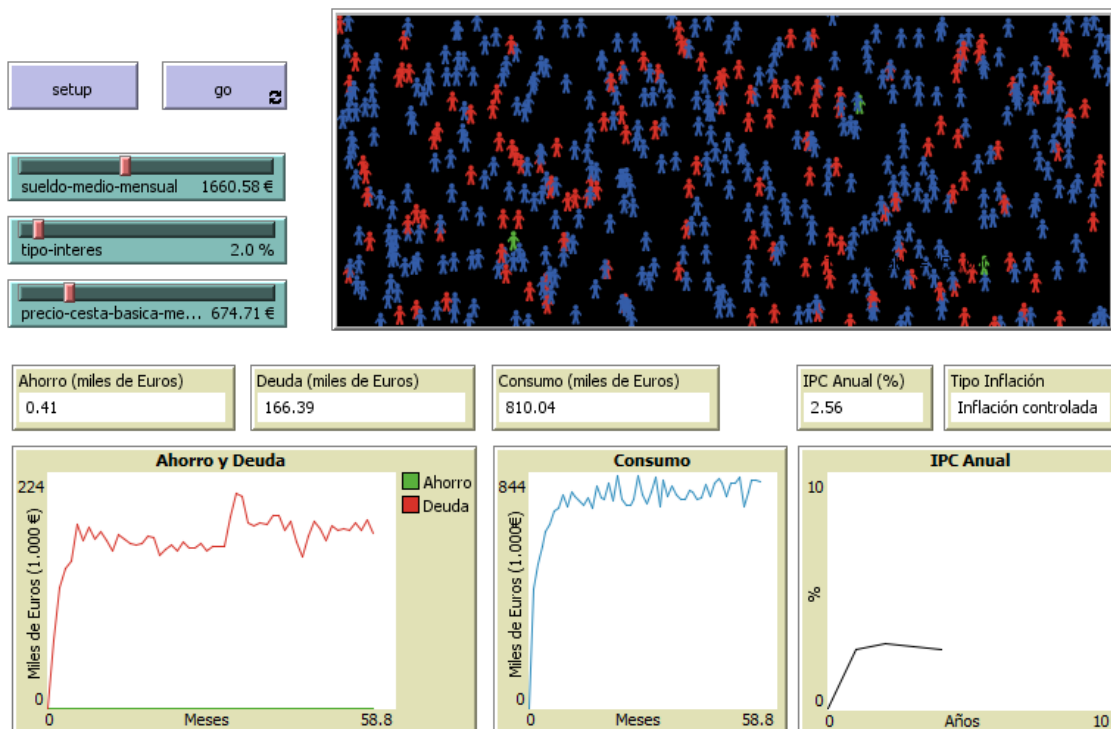 setup
go
sueldo-medio-mensual 1660.58 €
tipo-interes 2.0 %
precio-cesta-basica-me... 674.71 €
Ahorro (miles de Euros)
0.41
Deuda (miles de Euros)
166.39
Consumo (miles de Euros)
810.04
IPC Anual (%)
2.56
Tipo Inflación
Inflación controlada
Ahorro y Deuda
224
Miles de Euros (1.000 €)
0
0
Meses
58.8
Ahorro
Deuda
Consumo
844
Miles de Euros (1.000€)
0
0
Meses
58.8
IPC Anual
10
%
0
0
Años
10